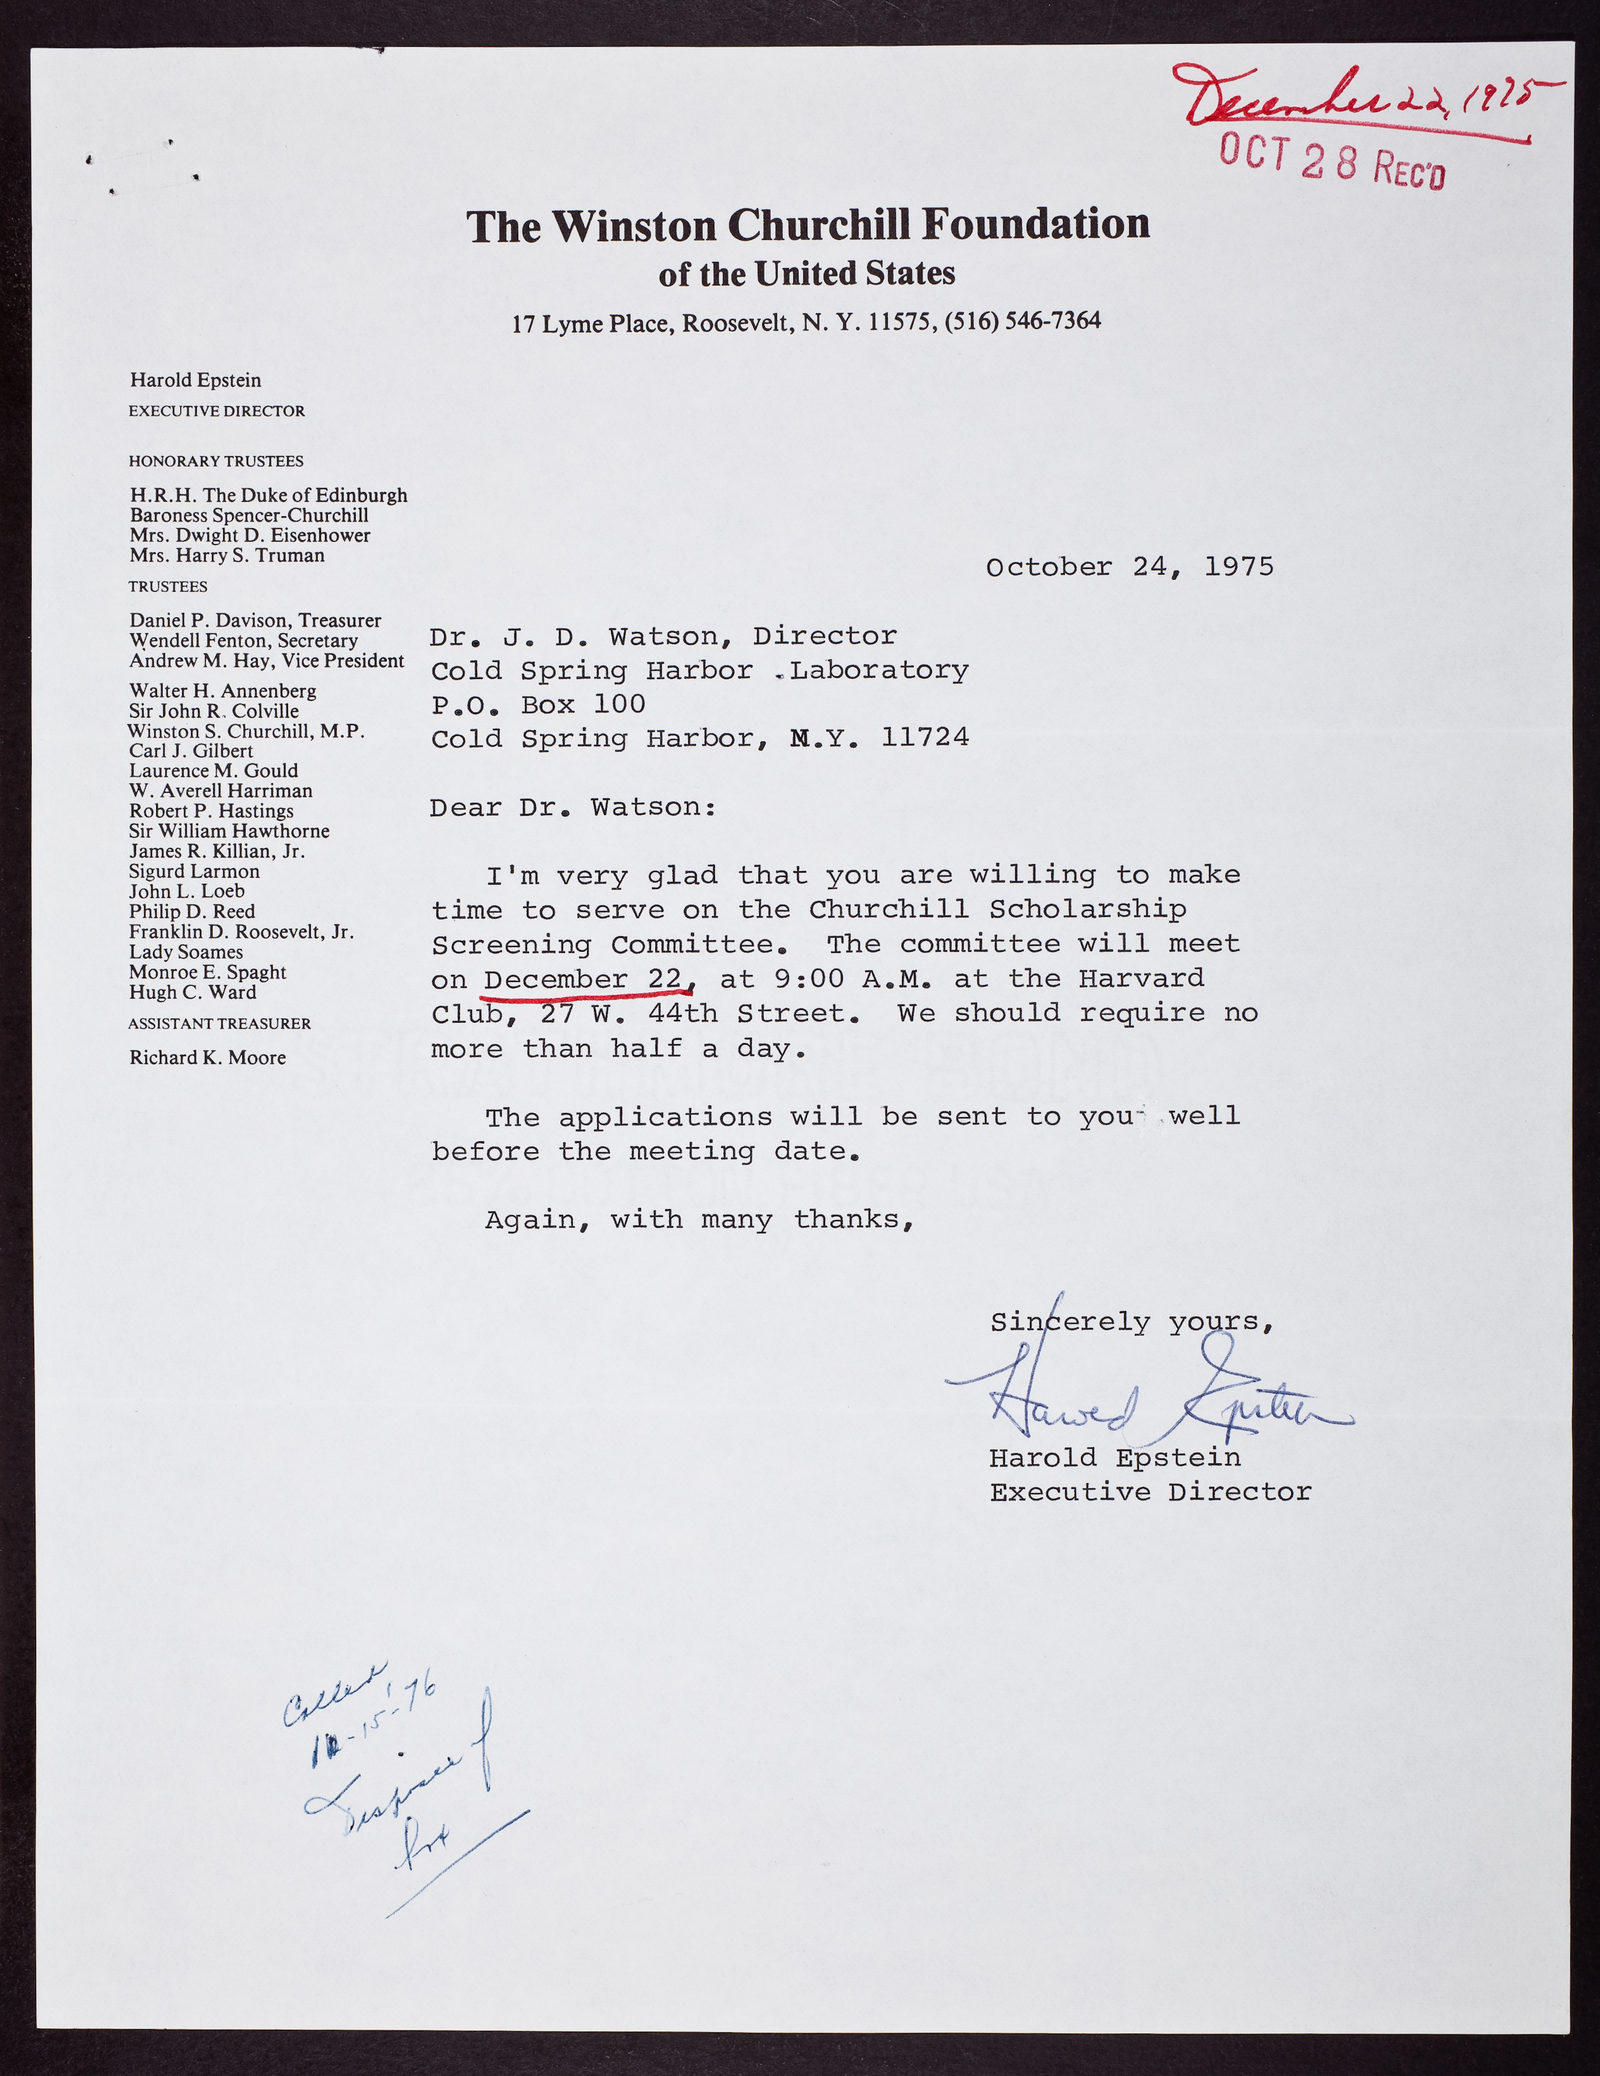 December 22, 1975
OCT 28 REC'D
The Winston Churchill Foundation
of the United States
17 Lyme Place, Roosevelt, N. Y. 11575, (516) 546-7364
Harold Epstein
EXECUTIVE DIRECTOR
HONORARY TRUSTEES
H.R.H. The Duke of Edinburgh
Baroness Spencer-Churchill
Mrs. Dwight D. Eisenhower
Mrs. Harry S. Truman
TRUSTEES
Daniel P. Davison, Treasurer
Wendell Fenton, Secretary
Andrew M. Hay, Vice President
Walter H. Annenberg
Sir John R. Colville
Winston S. Churchill, M.P.
Carl J. Gilbert
Laurence M. Gould
W. Averell Harriman
Robert P. Hastings
Sir William Hawthorne
James R. Killian, Jr.
Sigurd Larmon
John L. Loeb
Philip D. Reed
Franklin D. Roosevelt, Jr.
Lady Soames
Monroe E. Spaght
Hugh C. Ward
ASSISTANT TREASURER
Richard K. Moore
October 24, 1975
Dr. J. D. Watson, Director
Cold Spring Harbor Laboratory
P.O. Box 100
Cold Spring Harbor, N.Y. 11724
Dear Dr. Watson:
I'm very glad that you are willing to make
time to serve on the Churchill Scholarship
Screening Committee. The committee will meet
on December 22, at 9:00 A.M. at the Harvard
Club, 27 W. 44th Street. We should require no
more than half a day.
The applications will be sent to you well
before the meeting date.
Again, with many thanks,
Sincerely yours,
Harold Epstein
Harold Epstein
Executive Director
Called
-15-'76
Dispose of